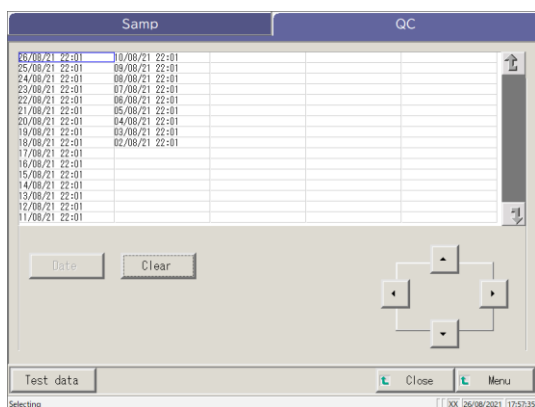 Samp QC
26/08/21 22:01 10/08/21 22:01
25/08/21 22:01 09/08/21 22:01
24/08/21 22:01 08/08/21 22:01
23/08/21 22:01 07/08/21 22:01
22/08/21 22:01 06/08/21 22:01
21/08/21 22:01 05/08/21 22:01
20/08/21 22:01 04/08/21 22:01
19/08/21 22:01 03/08/21 22:01
18/08/21 22:01 02/08/21 22:01
17/08/21 22:01
16/08/21 22:01
15/08/21 22:01
14/08/21 22:01
13/08/21 22:01
12/08/21 22:01
11/08/21 22:01
Date Clear
Test data Close Menu
Selecting XX 26/08/2021 17:57:35